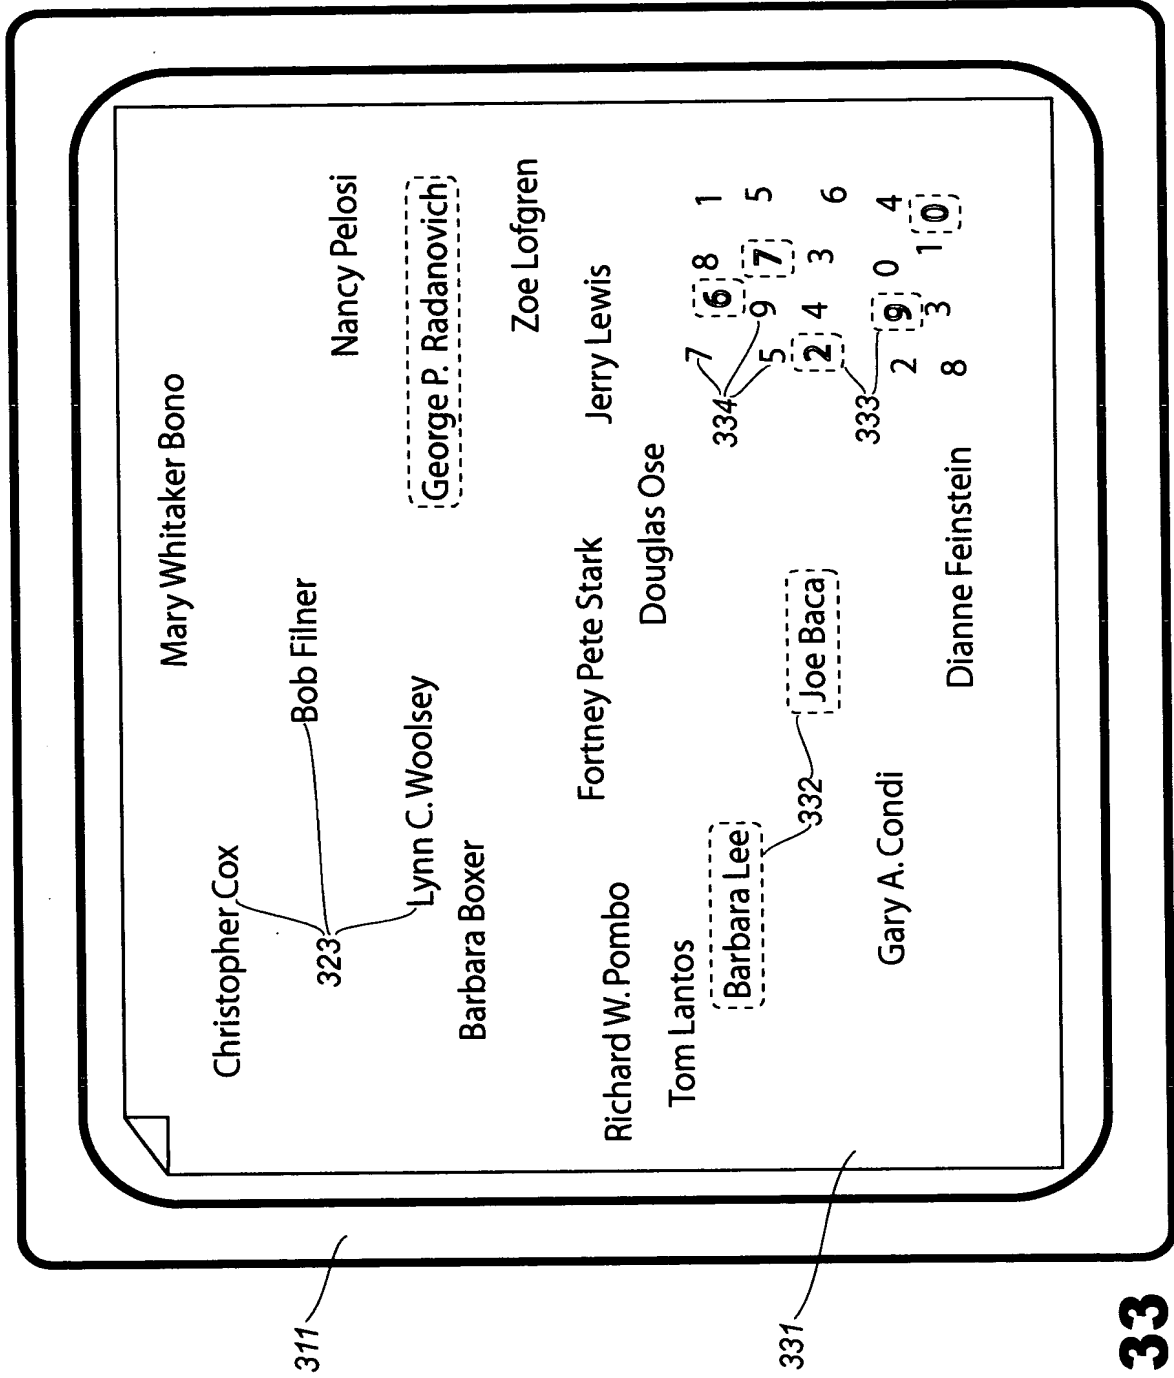 Mary Whitaker Bono
Christopher Cox
Bob Filner
311
323
Nancy Pelosi
Lynn C. Woolsey
George P. Radanovich
Barbara Boxer
Zoe Lofgren
Fortney Pete Stark
Jerry Lewis
Richard W. Pombo
Douglas Ose
Tom Lantos
7 6 8 1
334
Barbara Lee
5 9 7 5
331
332
Joe Baca
2 4 3 6
333
Gary A. Condi
2 9 0 4
8 3 1 0
Dianne Feinstein
33